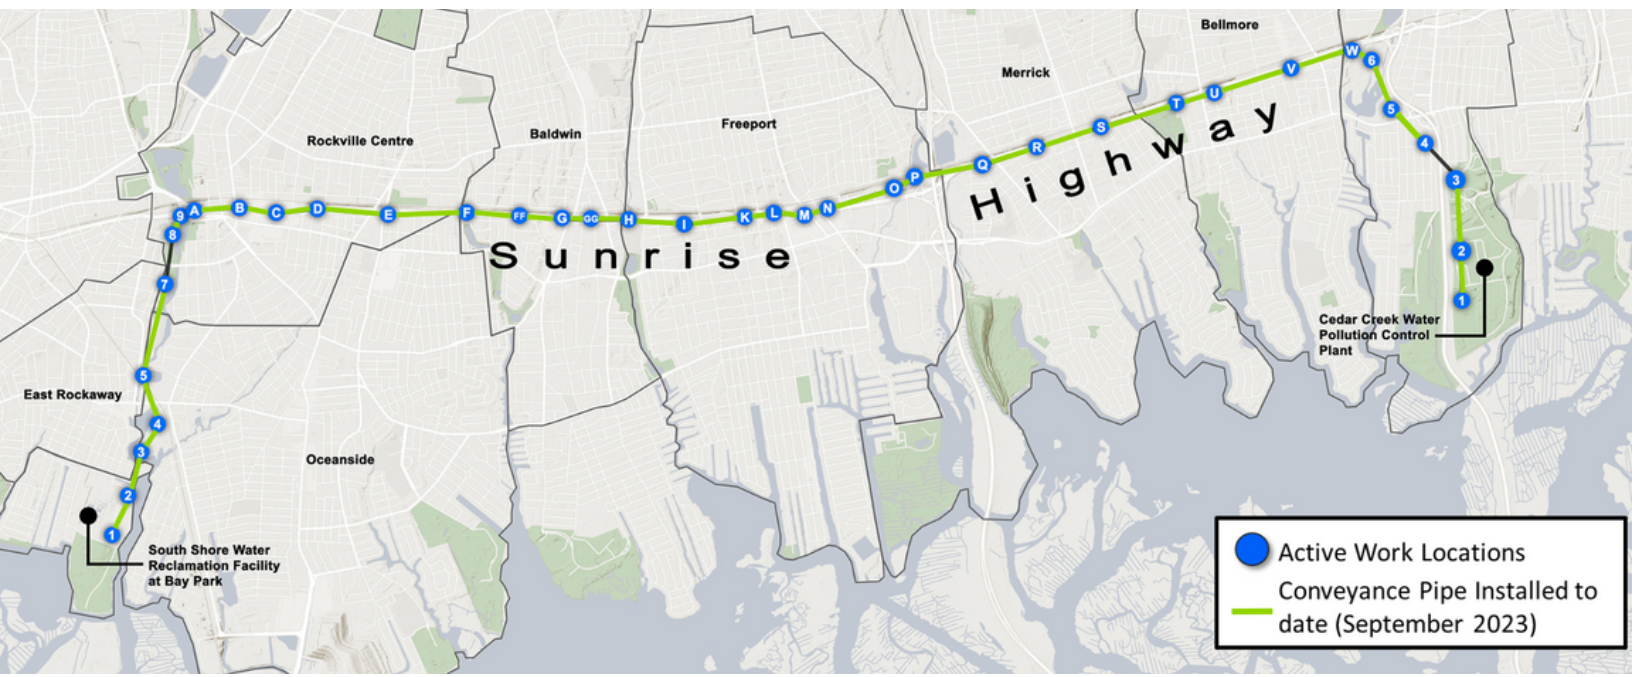 Bellmore
Merrick
Freeport
Baldwin
Rockville Centre
W
6
V
5
U
T
S
4
R
Q
3
P
O
9
A
B
C
D
E
F
FF
G
GG
H
I
K
L
M
N
8
2
7
1
Sunrise
Highway
Cedar Creek Water
Pollution Control
Plant
East Rockaway
5
4
3
Oceanside
2
1
South Shore Water
Reclamation Facility
at Bay Park
Active Work Locations
Conveyance Pipe Installed to
date (September 2023)